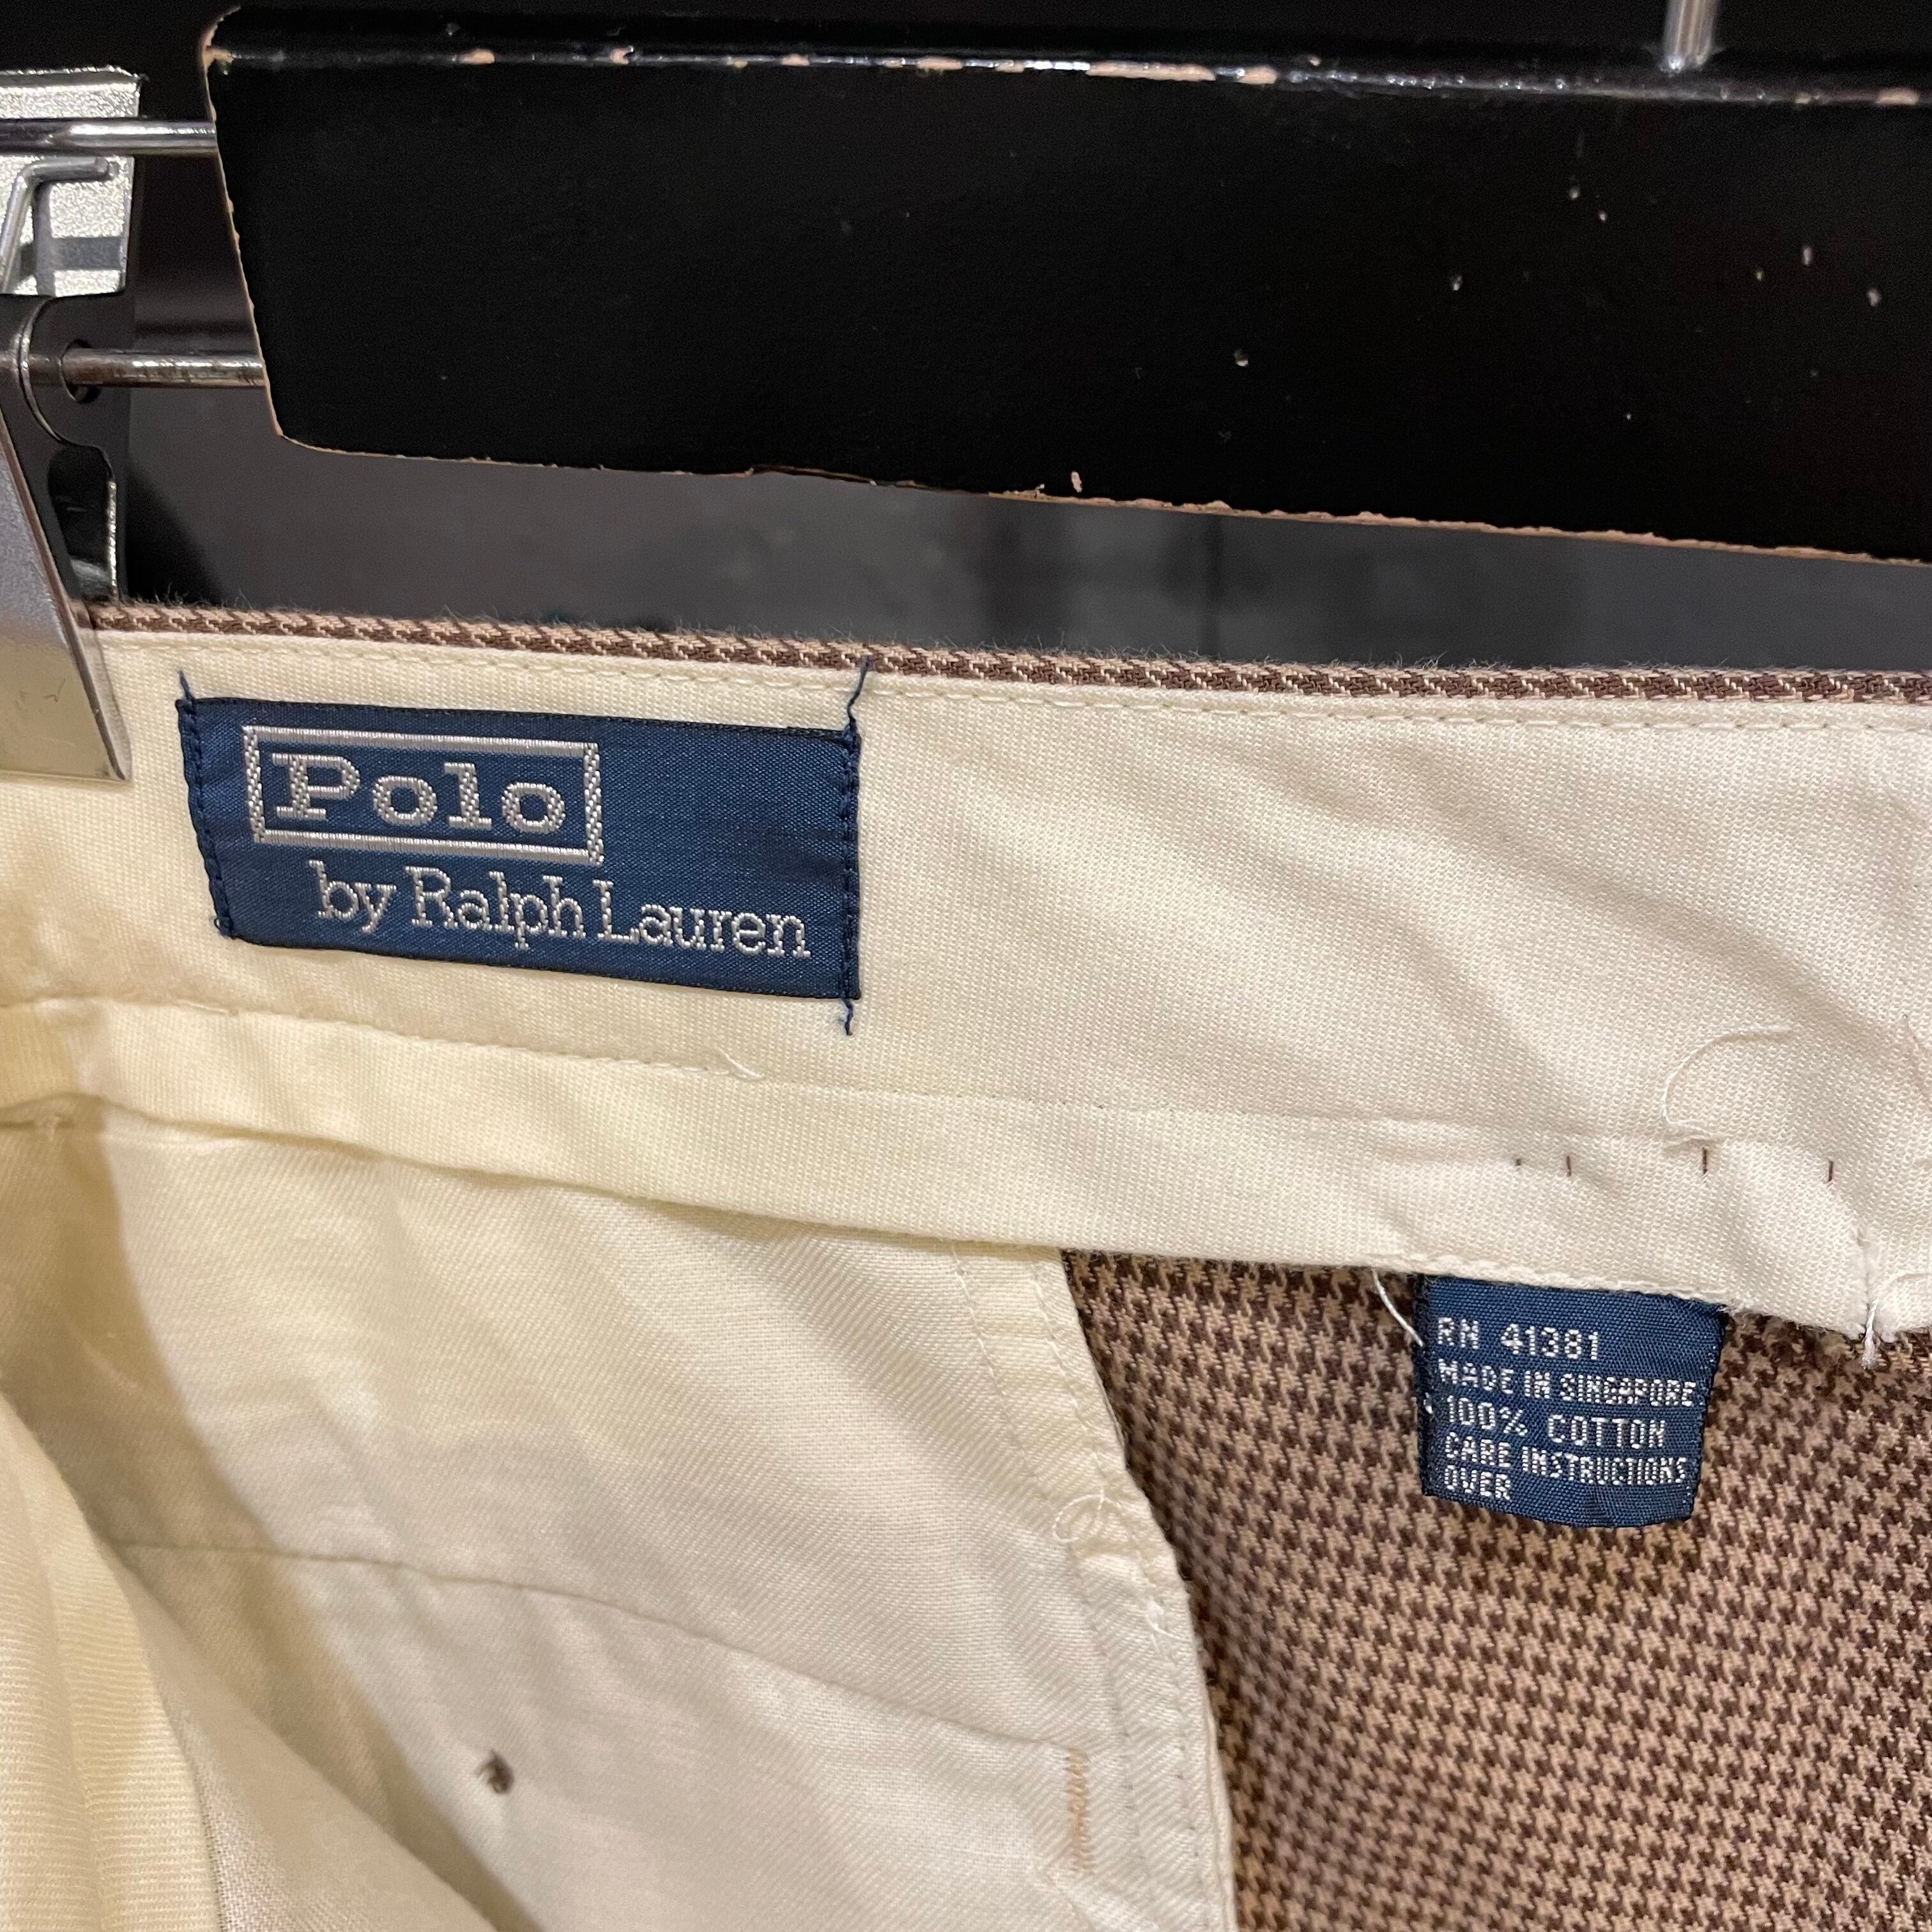 Polo
by Ralph Lauren
RN 41381
MADE IN SINGAPORE
100% COTTON
CARE INSTRUCTIONS
OVER